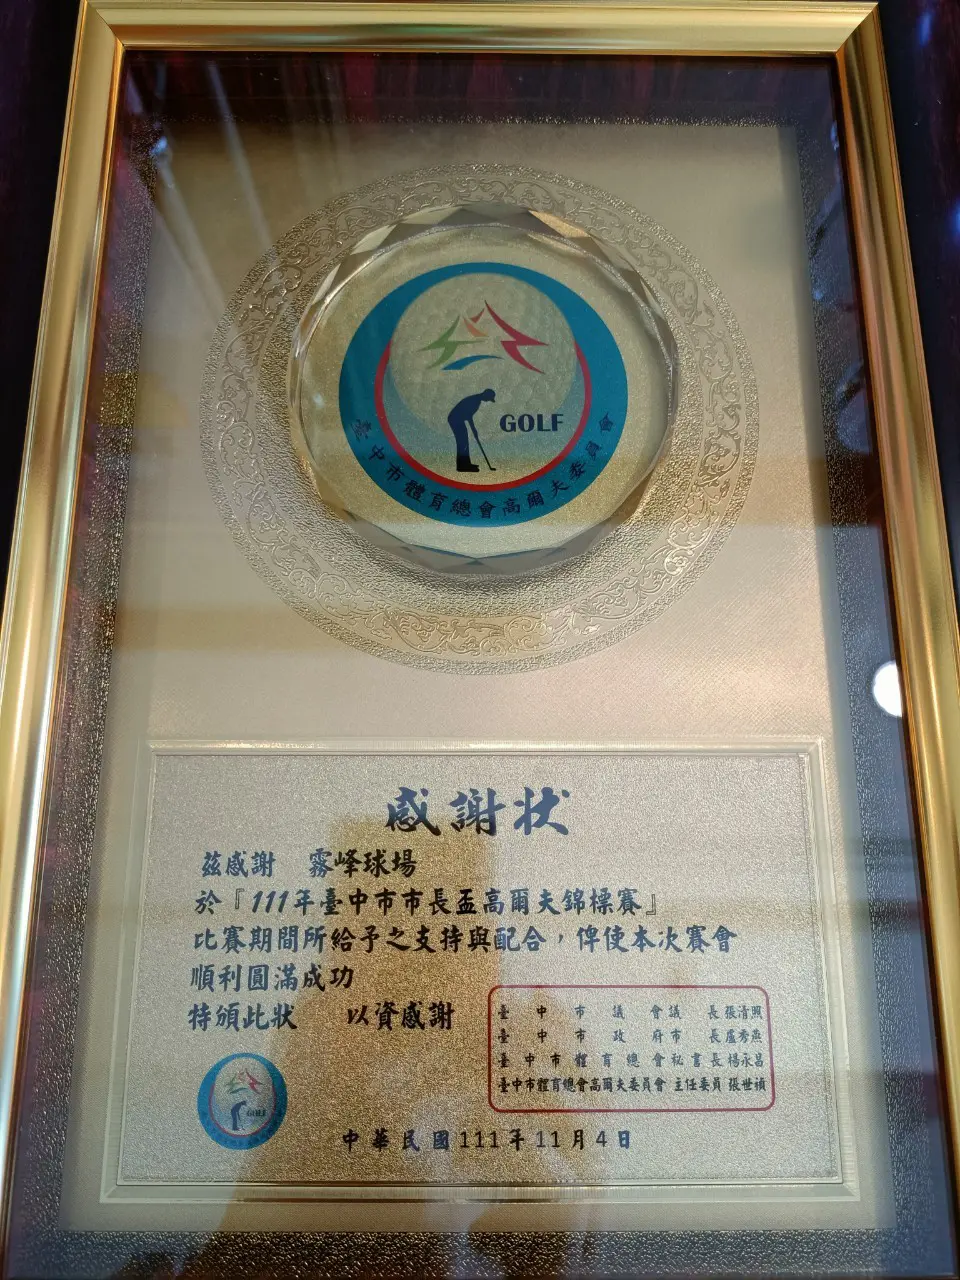 GOLF
臺中市體育總會高爾夫委員會
感謝狀
茲感謝 霧峰球場
於『111年臺中市市長盃高爾夫錦標賽』
比賽期間所給予之支持與配合，俾使本次賽會
順利圓滿成功
特頒此狀 以資感謝
臺中市議會議長張清照
臺中市政府市長盧秀燕
臺中市體育總會秘書長楊永昌
臺中市體育總會高爾夫委員會 主任委員 張世禎
GOLF
中華民國111年11月4日